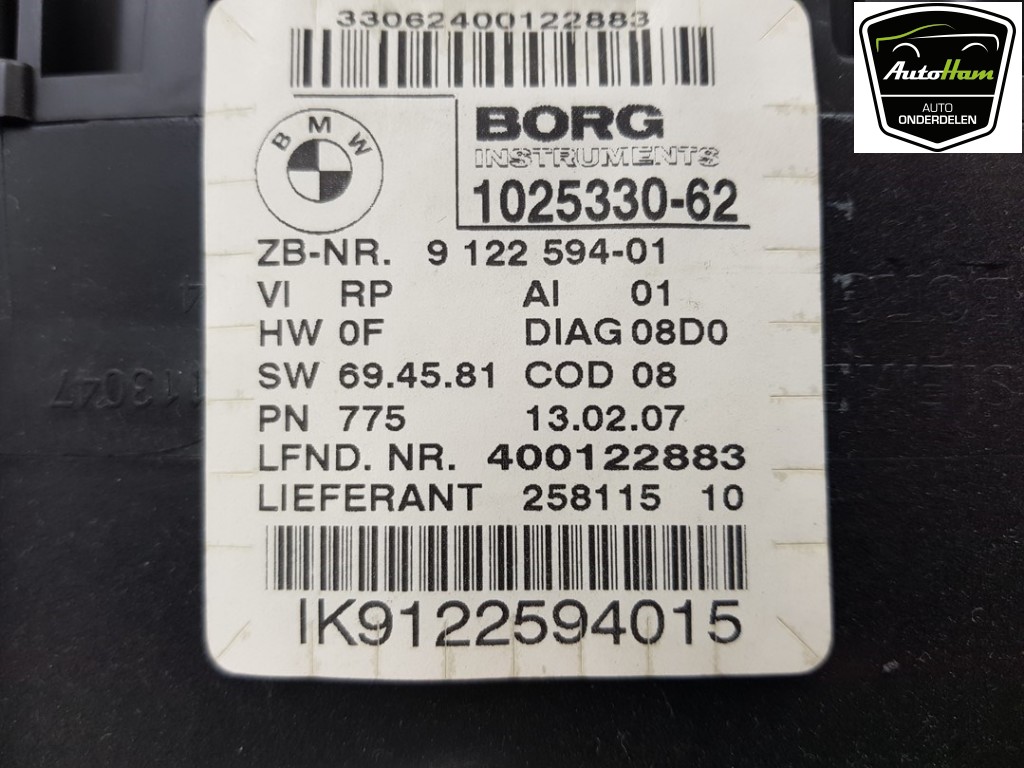 33062400122883
BMW
BORG
INSTRUMENTS
1025330-62
ZB-NR. 9 122 594-01
VI RP AI 01
HW 0F DIAG 08D0
SW 69.45.81 COD 08
PN 775 13.02.07
LFND. NR. 400122883
LIEFERANT 258115 10
IK9122594015
AutoHam
AUTO
ONDERDELEN